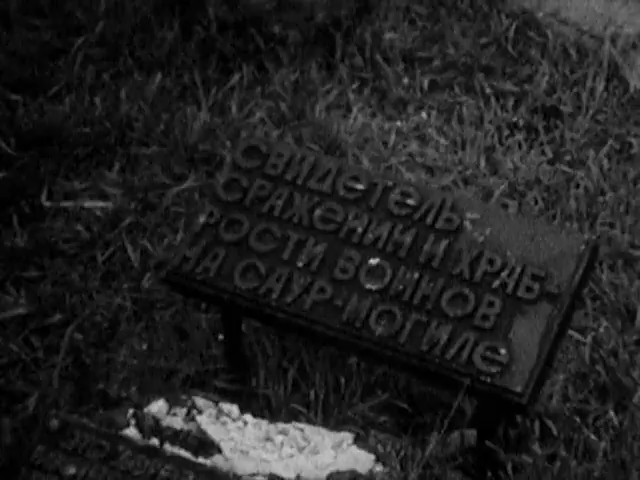 Свидетель
сражений и храб-
рости воинов
на Саур-Могиле